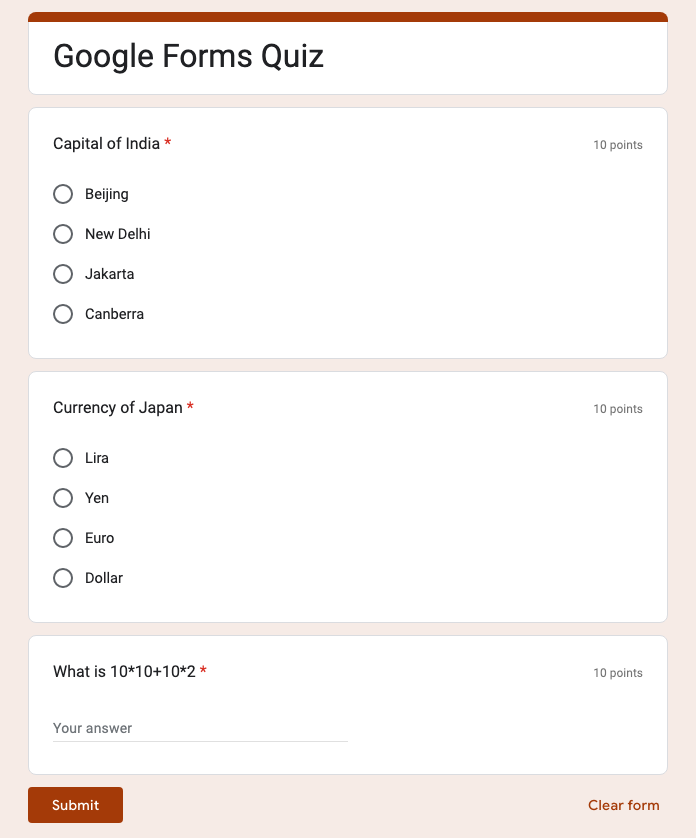 Google Forms Quiz
Capital of India *
10 points
Beijing
New Delhi
Jakarta
Canberra
Currency of Japan *
10 points
Lira
Yen
Euro
Dollar
What is 10*10+10*2 *
10 points
Your answer
Submit
Clear form